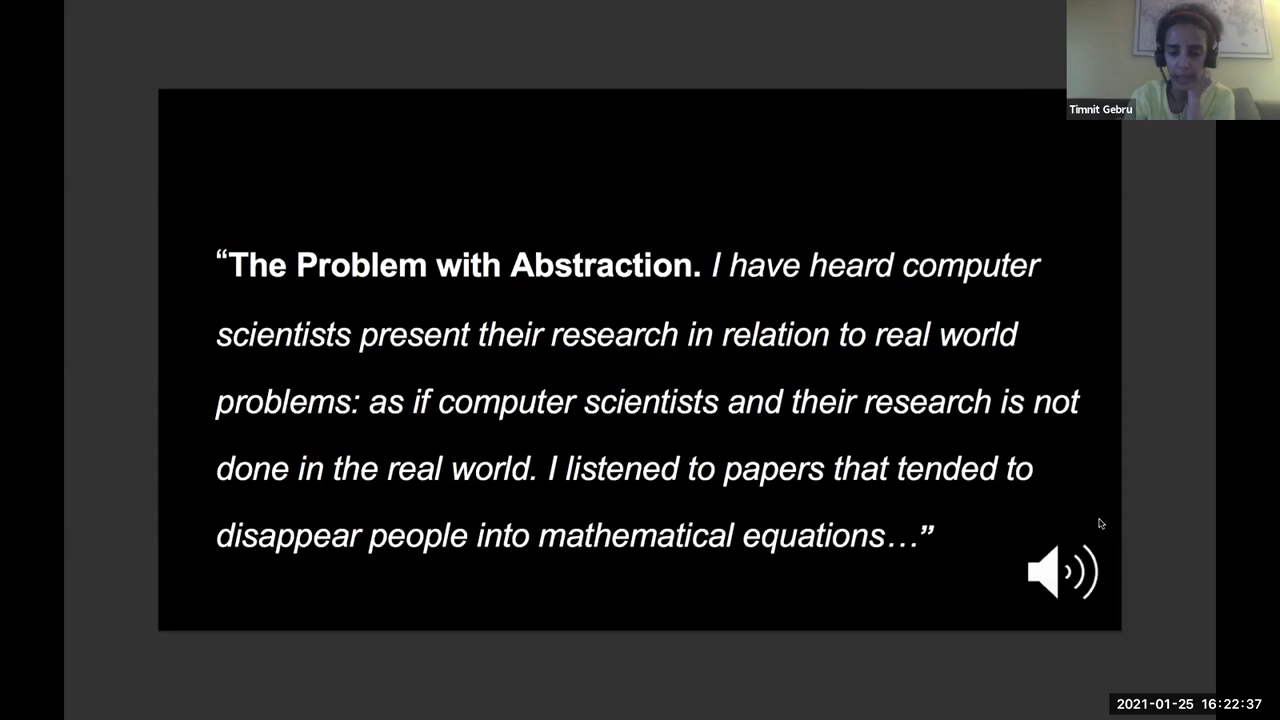 Timnit Gebru
“The Problem with Abstraction. I have heard computer
scientists present their research in relation to real world
problems: as if computer scientists and their research is not
done in the real world. I listened to papers that tended to
disappear people into mathematical equations…”
2021-01-25 16:22:37